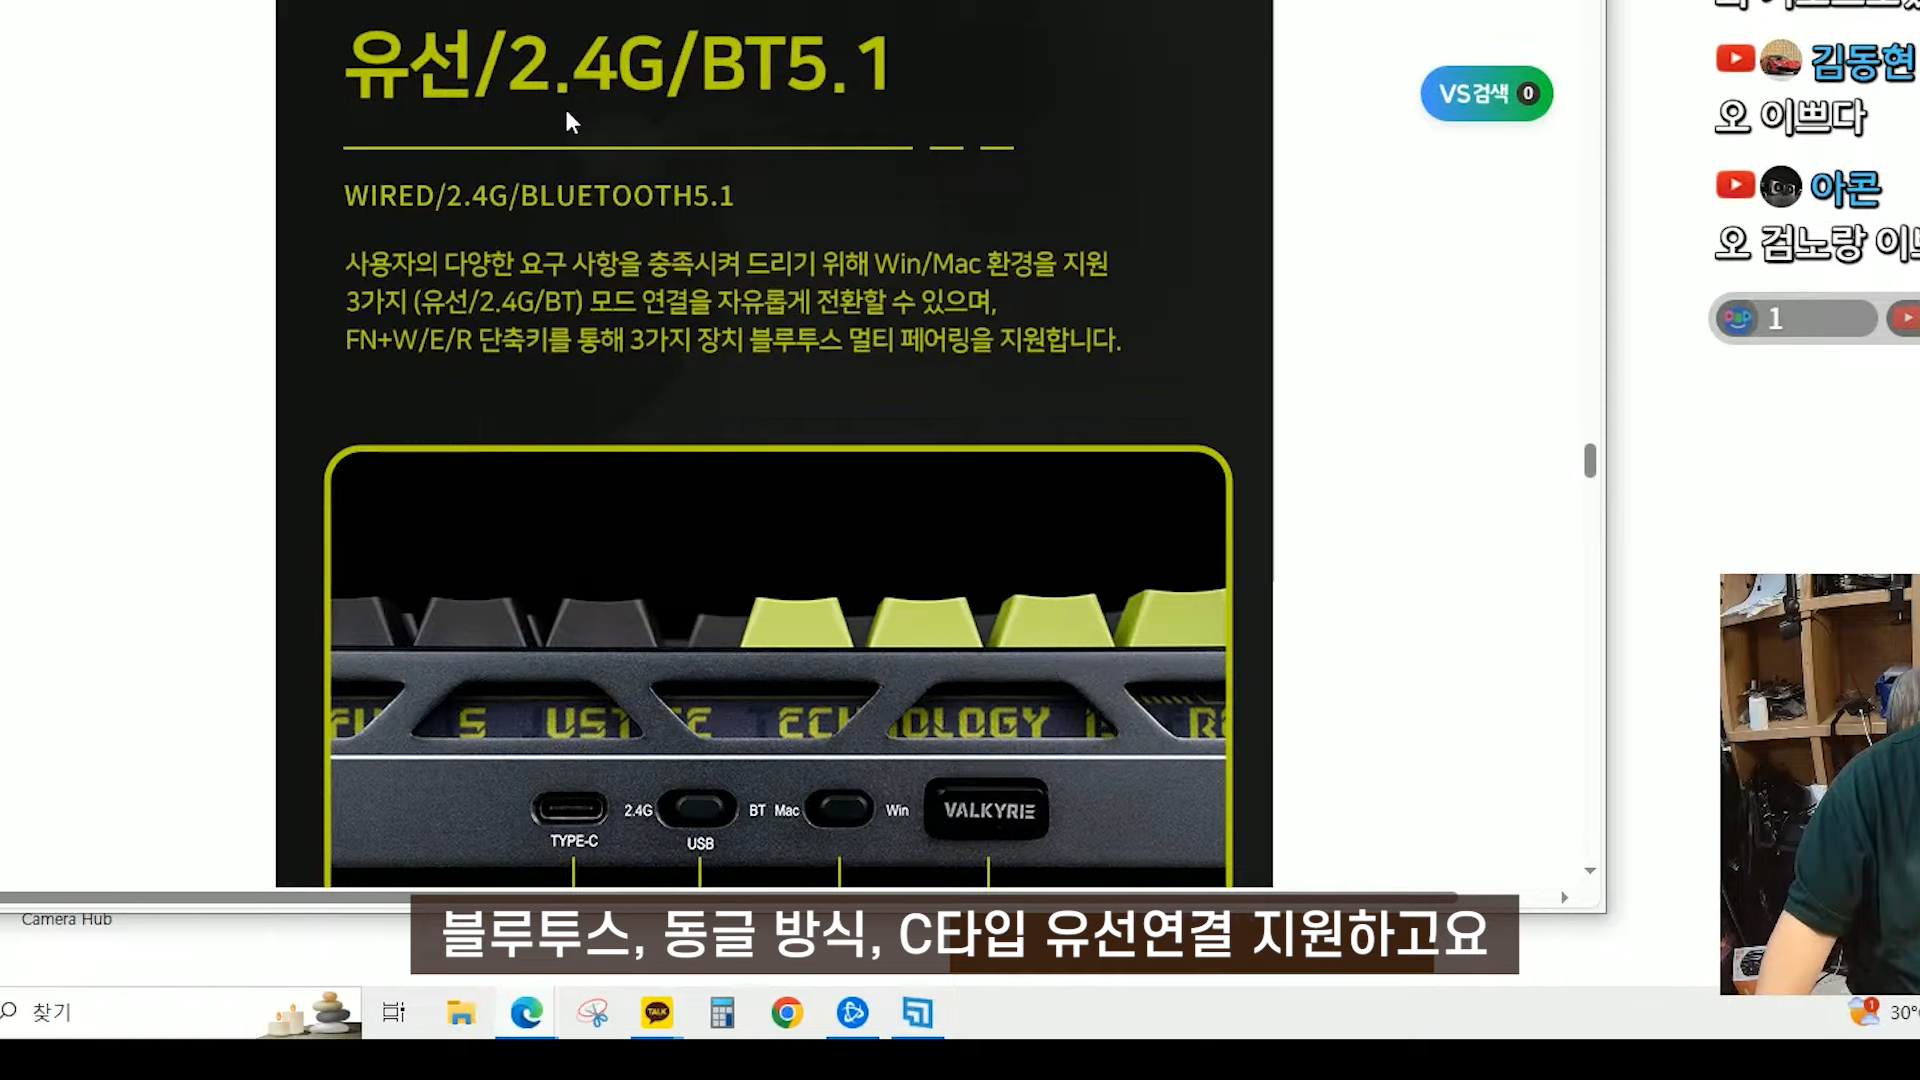 유선/2.4G/BT5.1
WIRED/2.4G/BLUETOOTH5.1
사용자의 다양한 요구 사항을 충족시켜 드리기 위해 Win/Mac 환경을 지원
3가지 (유선/2.4G/BT) 모드 연결을 자유롭게 전환할 수 있으며,
FN+W/E/R 단축키를 통해 3가지 장치 블루투스 멀티 페어링을 지원합니다.
VS검색 0
김동현
오 이쁘다
아콘
오 검노랑
1
OLOGY
2.4G BT Mac Win VALKYRIE
TYPE-C USB
Camera Hub
블루투스, 동글 방식, C타입 유선연결 지원하고요
찾기
TALK
1
30°